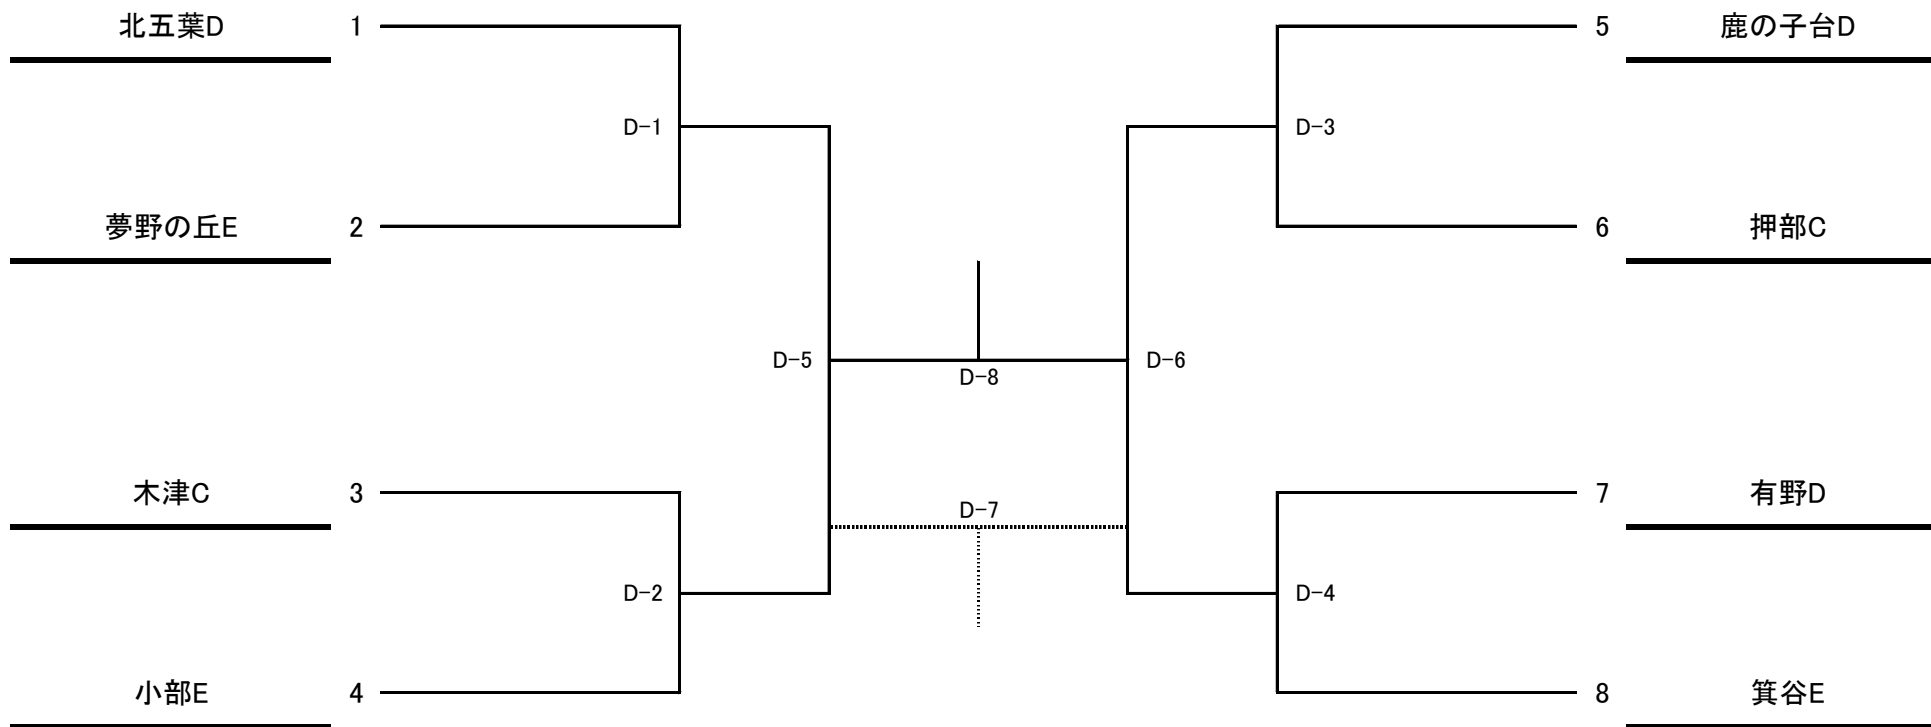 北五葉D 1 5 鹿の子台D
D-1 D-3
夢野の丘E 2 6 押部C
D-5 D-6
D-8
木津C 3 7 有野D
D-7
D-2 D-4
小部E 4 8 箕谷E